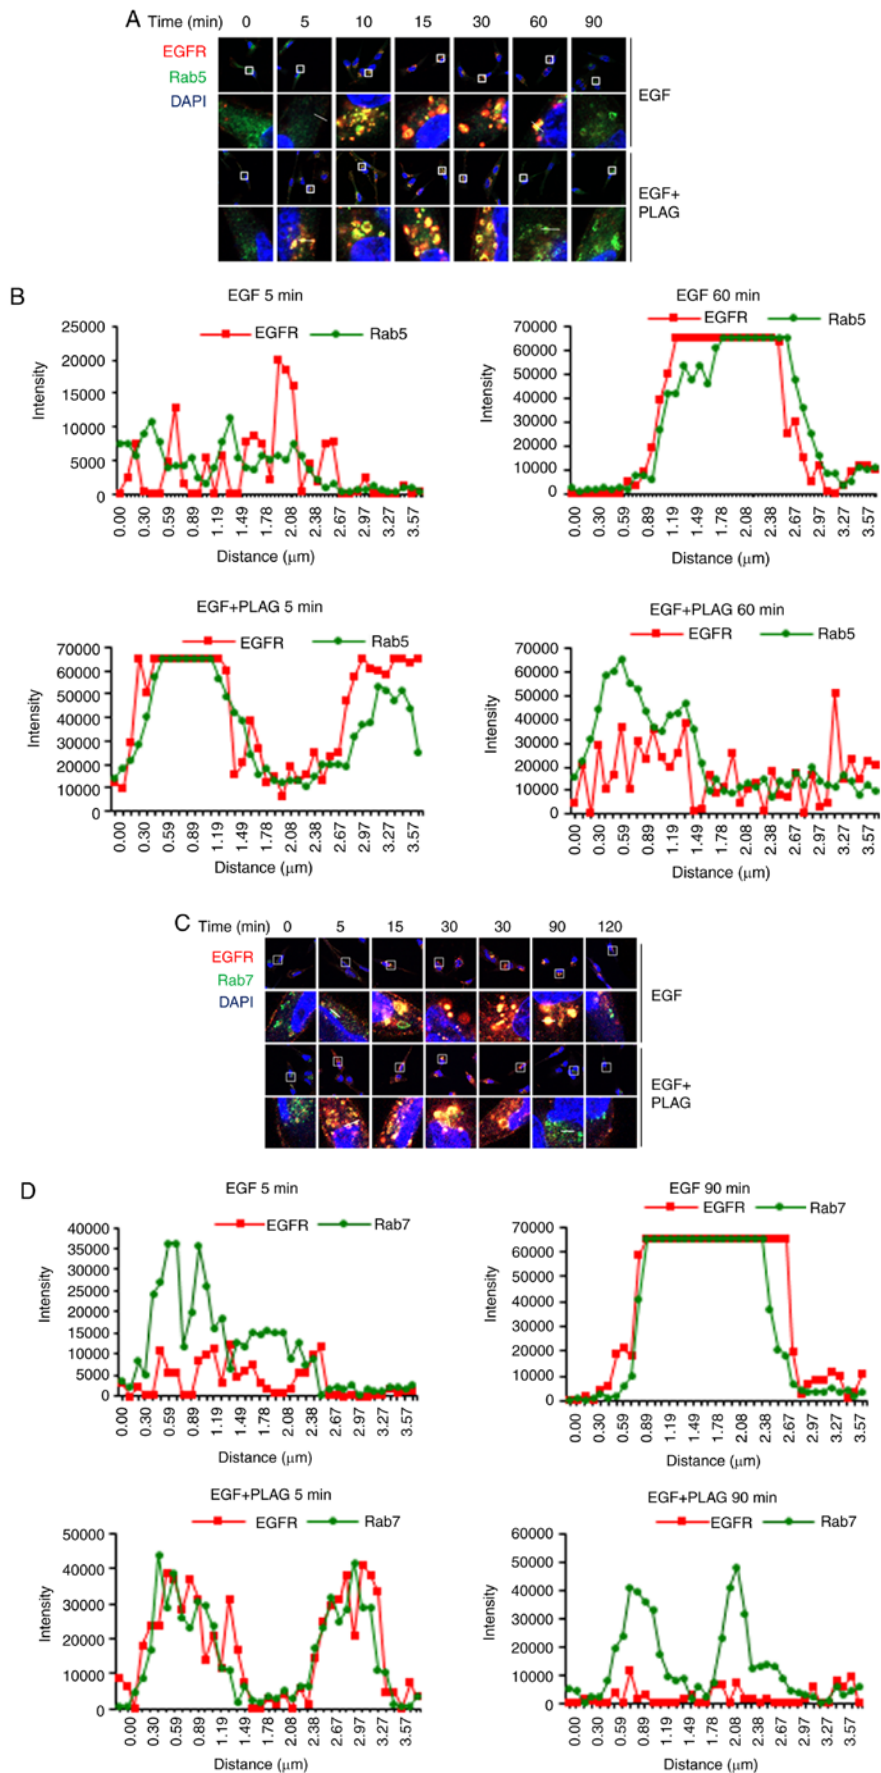 A Time (min) 0 5 10 15 30 60 90
EGFR
Rab5
DAPI
EGF
EGF+
PLAG
B
EGF 5 min
EGFR Rab5
Intensity
25000
20000
15000
10000
5000
0
0.00 0.30 0.59 0.89 1.19 1.49 1.78 2.08 2.38 2.67 2.97 3.27 3.57
Distance (μm)
EGF 60 min
EGFR Rab5
Intensity
70000
60000
50000
40000
30000
20000
10000
0
0.00 0.30 0.59 0.89 1.19 1.49 1.78 2.08 2.38 2.67 2.97 3.27 3.57
Distance (μm)
EGF+PLAG 5 min
EGFR Rab5
Intensity
70000
60000
50000
40000
30000
20000
10000
0
0.00 0.30 0.59 0.89 1.19 1.49 1.78 2.08 2.38 2.67 2.97 3.27 3.57
Distance (μm)
EGF+PLAG 60 min
EGFR Rab5
Intensity
70000
60000
50000
40000
30000
20000
10000
0
0.00 0.30 0.59 0.89 1.19 1.49 1.78 2.08 2.38 2.67 2.97 3.27 3.57
Distance (μm)
C Time (min) 0 5 15 30 30 90 120
EGFR
Rab7
DAPI
EGF
EGF+
PLAG
D
EGF 5 min
EGFR Rab7
Intensity
40000
35000
30000
25000
20000
15000
10000
5000
0
0.00 0.30 0.59 0.89 1.19 1.49 1.78 2.08 2.38 2.67 2.97 3.27 3.57
Distance (μm)
EGF 90 min
EGFR Rab7
Intensity
70000
60000
50000
40000
30000
20000
10000
0
0.00 0.30 0.59 0.89 1.19 1.49 1.78 2.08 2.38 2.67 2.97 3.27 3.57
Distance (μm)
EGF+PLAG 5 min
EGFR Rab7
Intensity
50000
40000
30000
20000
10000
0
0.00 0.30 0.59 0.89 1.19 1.49 1.78 2.08 2.38 2.67 2.97 3.27 3.57
Distance (μm)
EGF+PLAG 90 min
EGFR Rab7
Intensity
60000
50000
40000
30000
20000
10000
0
0.00 0.30 0.59 0.89 1.19 1.49 1.78 2.08 2.38 2.67 2.97 3.27 3.57
Distance (μm)